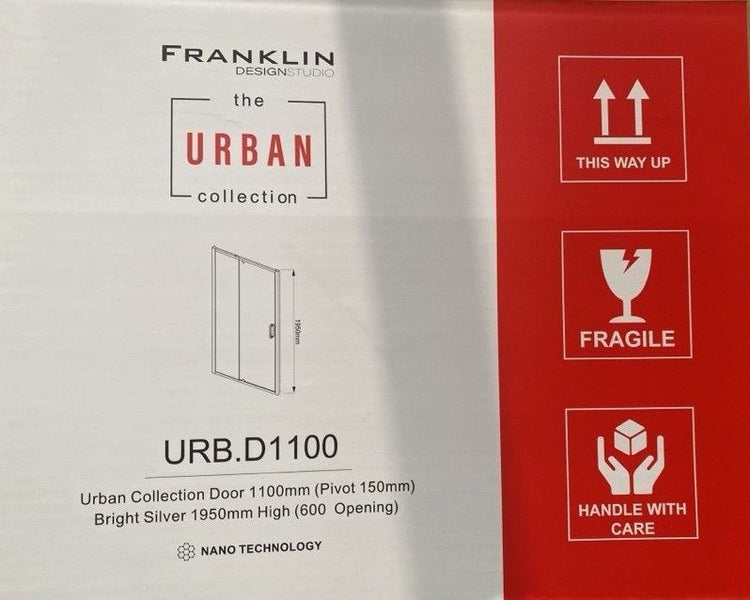 FRANKLIN
DESIGNSTUDIO
the
URBAN
collection
1950mm
URB.D1100
Urban Collection Door 1100mm (Pivot 150mm)
Bright Silver 1950mm High (600 Opening)
NANO TECHNOLOGY
THIS WAY UP
FRAGILE
HANDLE WITH
CARE